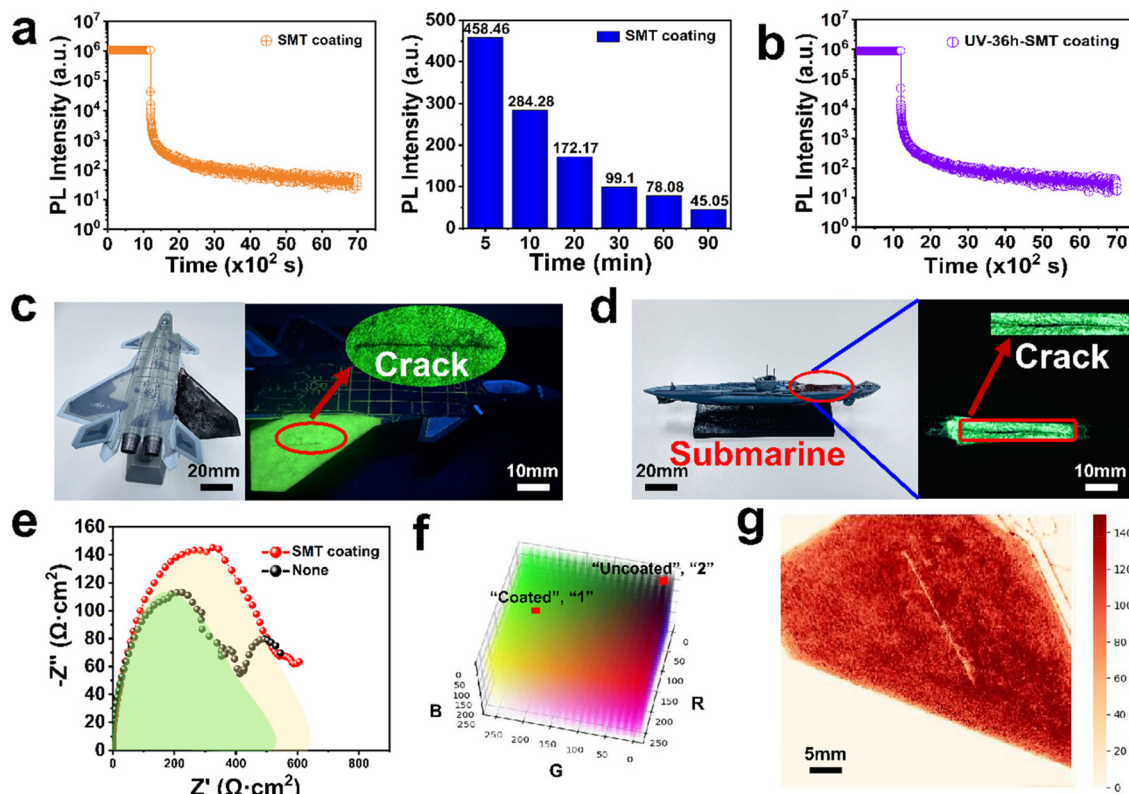 a
PL Intensity (a.u.)
10⁷
10⁶
10⁵
10⁴
10³
10²
10¹
10⁰
SMT coating
0 10 20 30 40 50 60 70
Time (x10² s)
PL Intensity (a.u.)
500
400
300
200
100
0
SMT coating
458.46
284.28
172.17
99.1
78.08
45.05
5 10 20 30 60 90
Time (min)
b
PL Intensity (a.u.)
10⁷
10⁶
10⁵
10⁴
10³
10²
10¹
10⁰
UV-36h-SMT coating
0 10 20 30 40 50 60 70
Time (x10² s)
c
20mm
Crack
10mm
d
Submarine
20mm
Crack
10mm
e
-Z'' (Ω·cm²)
160
140
120
100
80
60
40
20
0
SMT coating
None
0 200 400 600 800
Z' (Ω·cm²)
f
"Uncoated", "2"
"Coated", "1"
B
0
50
100
150
200
250
G
250 200 150 100 50 0
R
0
50
100
150
200
250
g
5mm
140
120
100
80
60
40
20
0